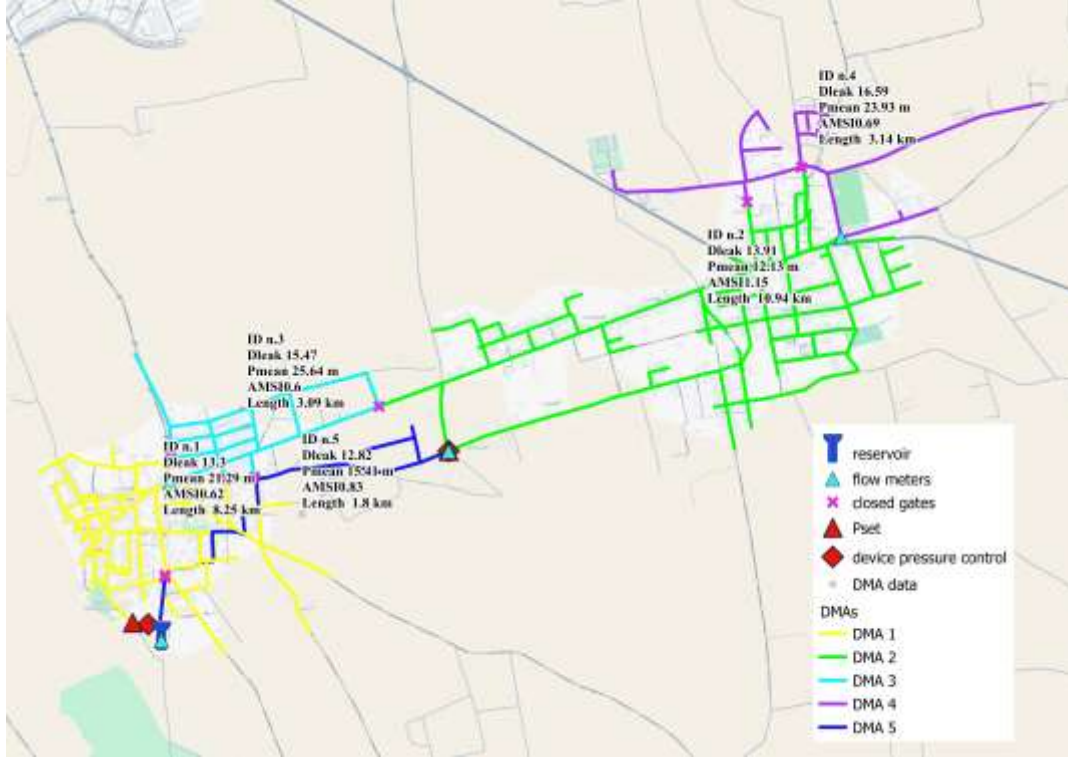 ID n.4
Dleak 16.59
Pmean 23.93 m
AMSI0.69
Length 3.14 km
ID n.2
Dleak 13.91
Pmean 12.13 m
AMSI1.15
Length 10.94 km
ID n.3
Dleak 15.47
Pmean 25.64 m
AMSI0.6
Length 3.09 km
ID n.1
Dleak 13.3
Pmean 21.29 m
AMSI0.62
Length 8.25 km
ID n.5
Dleak 12.82
Pmean 15.41 m
AMSI0.83
Length 1.8 km
reservoir
flow meters
closed gates
Pset
device pressure control
DMA data
DMAs
DMA 1
DMA 2
DMA 3
DMA 4
DMA 5